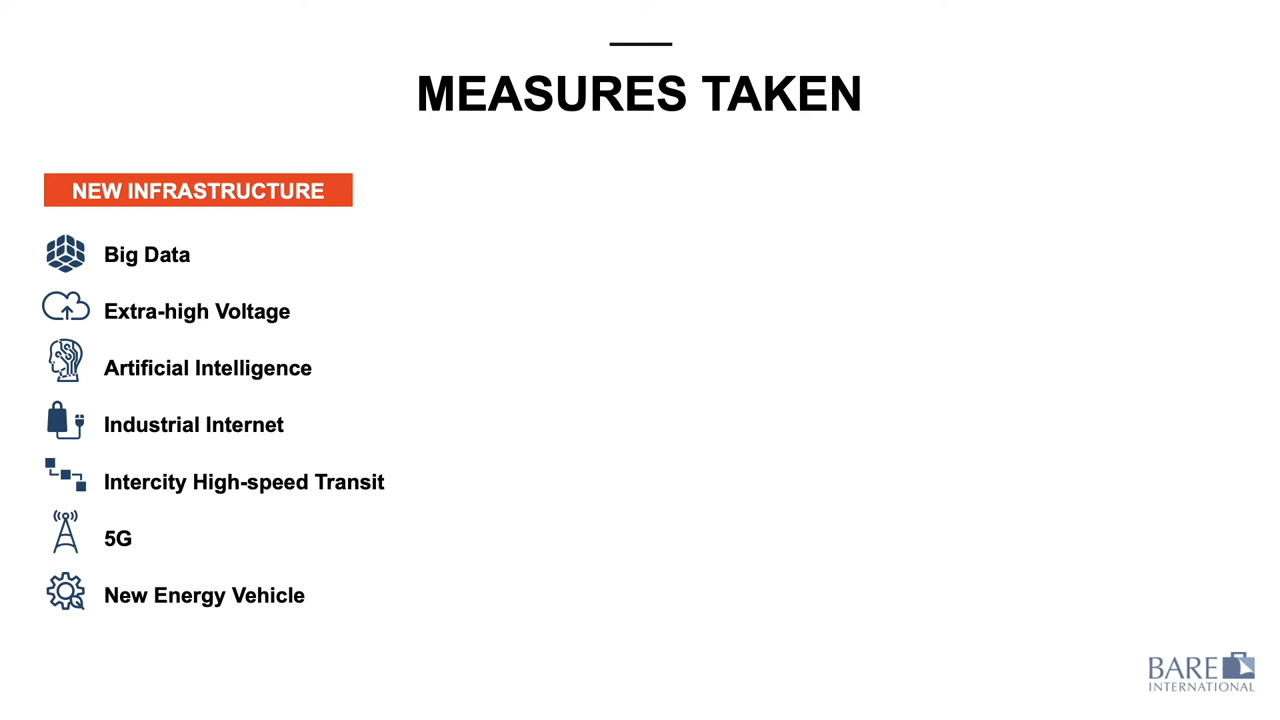 MEASURES TAKEN
NEW INFRASTRUCTURE
Big Data
Extra-high Voltage
Artificial Intelligence
Industrial Internet
Intercity High-speed Transit
5G
New Energy Vehicle
BARE
INTERNATIONAL